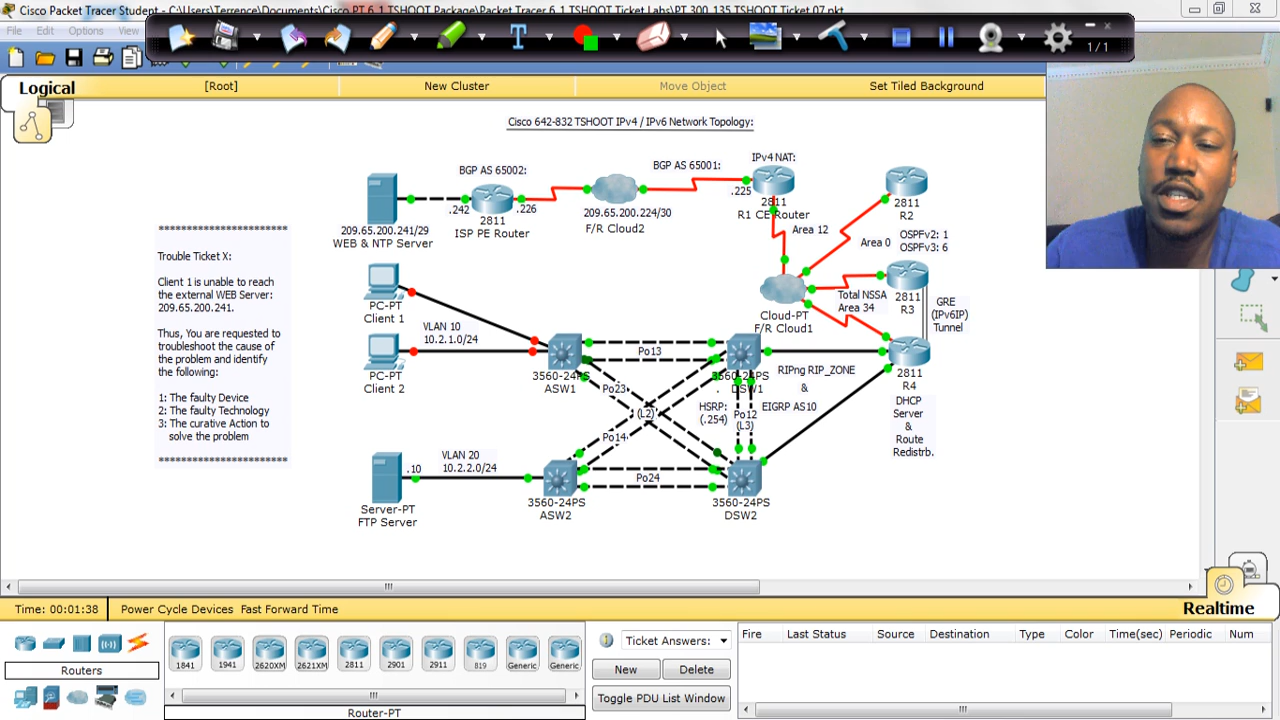 Cisco Packet Tracer Student - C:\Users\Terrence\Documents\Cisco PT 6.1 TSHOOT Package\Packet Tracer 6.1 TSHOOT Ticket Labs\PT 300_135 TSHOOT Ticket 07.pkt
File Edit Options View
1/1
Logical
[Root]
New Cluster
Move Object
Set Tiled Background
Cisco 642-832 TSHOOT IPv4 / IPv6 Network Topology:
BGP AS 65002:
BGP AS 65001:
IPv4 NAT:
.242
.226
.225
2811
ISP PE Router
209.65.200.224/30
F/R Cloud2
2811
R1 CE Router
2811
R2
209.65.200.241/29
WEB & NTP Server
Area 12
Area 0
OSPFv2: 1
OSPFv3: 6
*********************
Trouble Ticket X:
Client 1 is unable to reach
the external WEB Server:
209.65.200.241.
Thus, You are requested to
troubleshoot the cause of
the problem and identify
the following:
1: The faulty Device
2: The faulty Technology
3: The curative Action to
solve the problem
*********************
PC-PT
Client 1
VLAN 10
10.2.1.0/24
PC-PT
Client 2
Cloud-PT
F/R Cloud1
Total NSSA
Area 34
2811
R3
GRE
(IPv6IP)
Tunnel
Po13
3560-24PS
ASW1
3560-24PS
DSW1
RIPng RIP_ZONE
&
EIGRP AS10
2811
R4
DHCP
Server
&
Route
Redistrb.
Po23
(L2)
HSRP:
(.254)
Po12
(L3)
Po14
VLAN 20
10.2.2.0/24
.10
Po24
Server-PT
FTP Server
3560-24PS
ASW2
3560-24PS
DSW2
Time: 00:01:38
Power Cycle Devices Fast Forward Time
Realtime
Routers
1841
1941
2620XM
2621XM
2811
2901
2911
819
Generic
Generic
Router-PT
Ticket Answers:
New
Delete
Toggle PDU List Window
Fire Last Status Source Destination Type Color Time(sec) Periodic Num